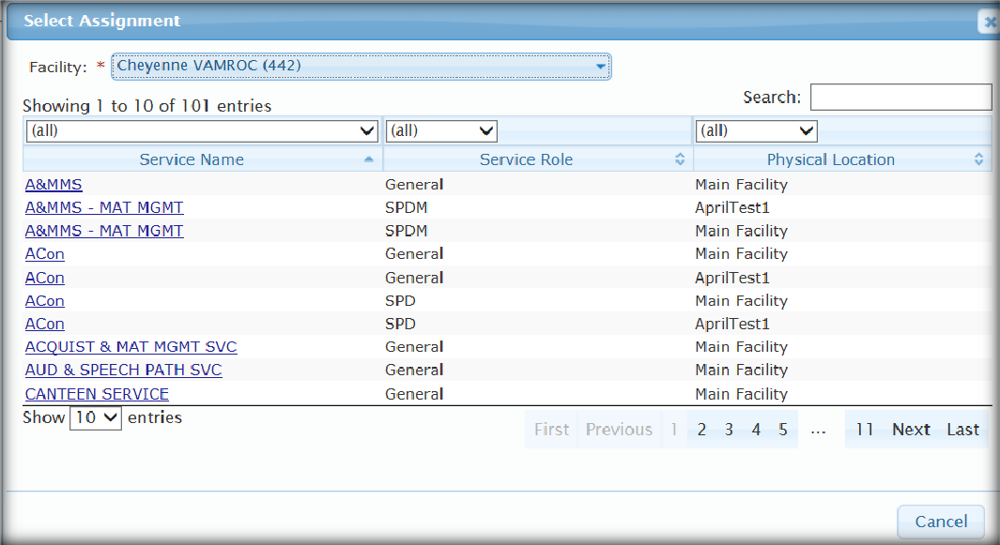 Select Assignment
Facility: * Cheyenne VAMROC (442)
Showing 1 to 10 of 101 entries
Search:
(all) (all) (all)
Service Name Service Role Physical Location
A&MMS General Main Facility
A&MMS - MAT MGMT SPDM AprilTest1
A&MMS - MAT MGMT SPDM Main Facility
ACon General Main Facility
ACon General AprilTest1
ACon SPD Main Facility
ACon SPD AprilTest1
ACQUIST & MAT MGMT SVC General Main Facility
AUD & SPEECH PATH SVC General Main Facility
CANTEEN SERVICE General Main Facility
Show 10 entries
First Previous 1 2 3 4 5 ... 11 Next Last
Cancel